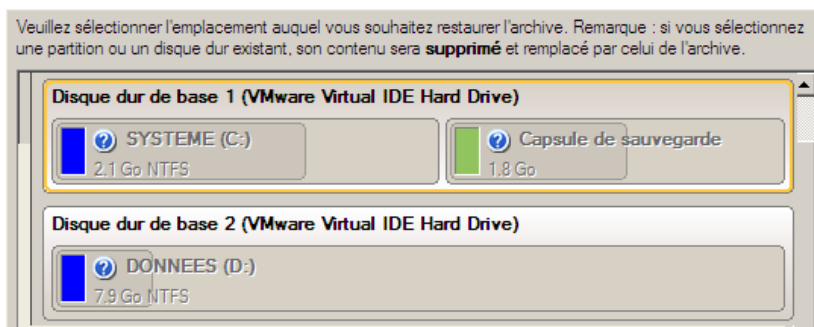 Veuillez sélectionner l'emplacement auquel vous souhaitez restaurer l'archive. Remarque : si vous sélectionnez
une partition ou un disque dur existant, son contenu sera supprimé et remplacé par celui de l'archive.
Disque dur de base 1 (VMware Virtual IDE Hard Drive)
SYSTEME (C:)
2.1 Go NTFS
Capsule de sauvegarde
1.8 Go
Disque dur de base 2 (VMware Virtual IDE Hard Drive)
DONNEES (D:)
7.9 Go NTFS